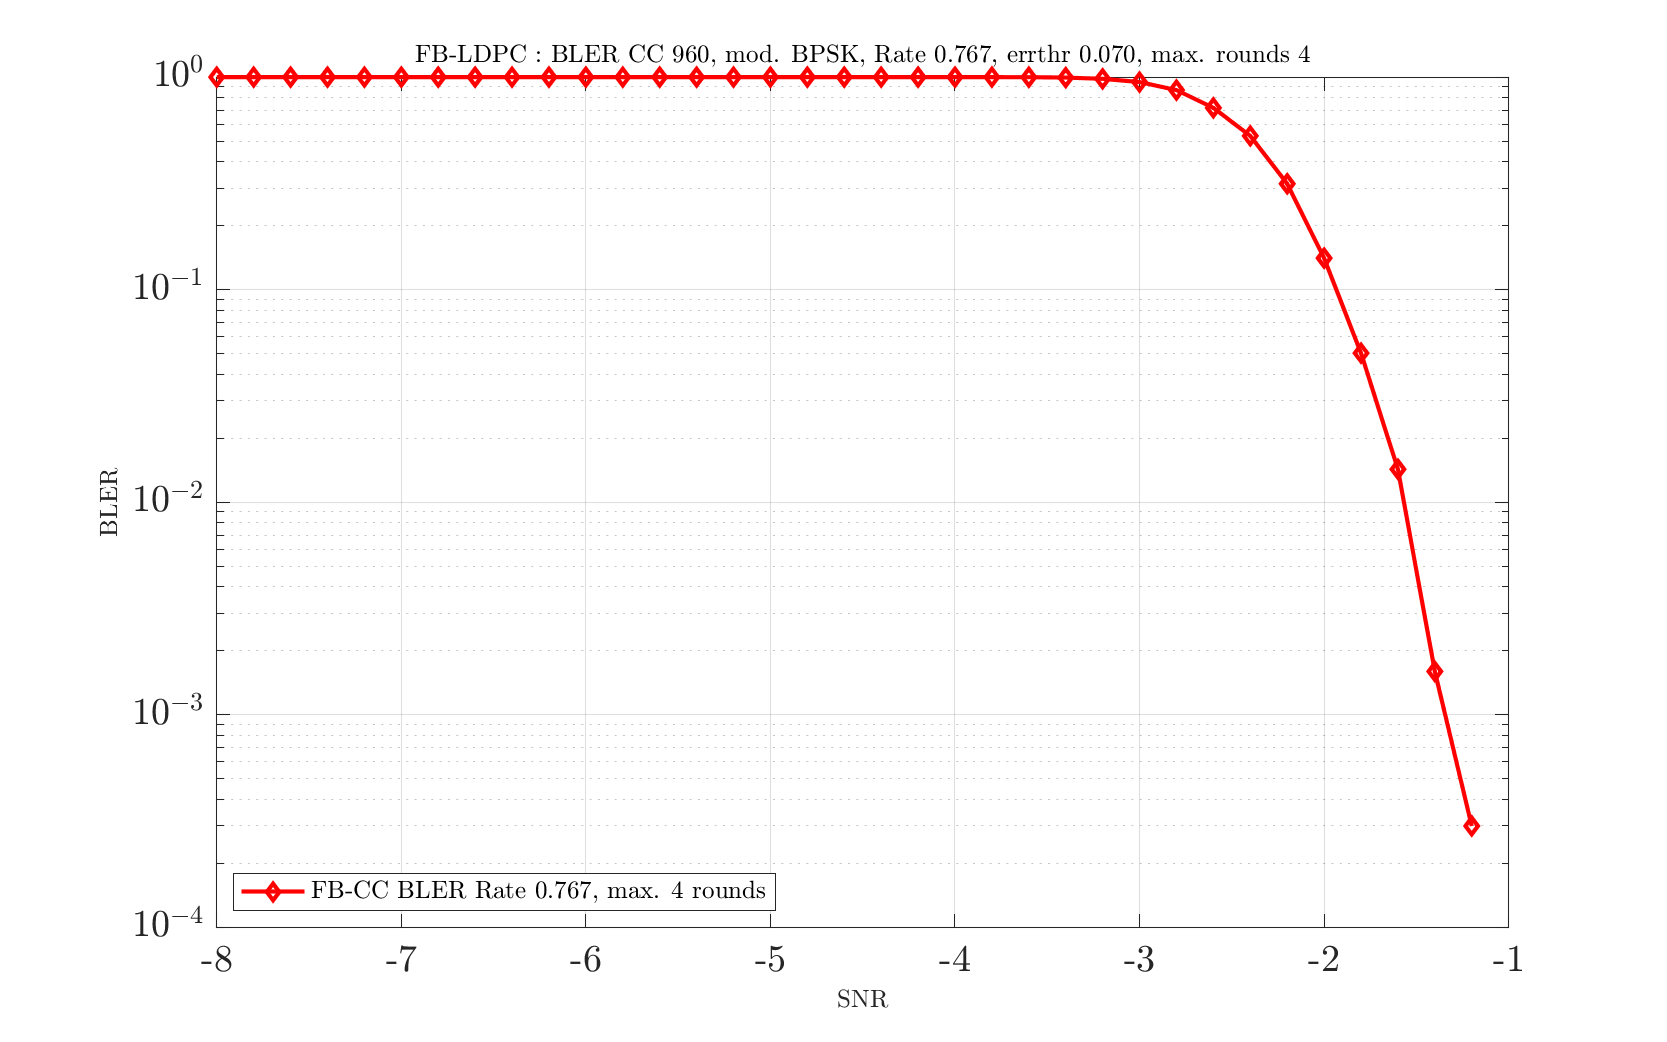 FB-LDPC : BLER CC 960, mod. BPSK, Rate 0.767, errthr 0.070, max. rounds 4
10^0
10^−1
10^−2
10^−3
10^−4
BLER
FB-CC BLER Rate 0.767, max. 4 rounds
-8 -7 -6 -5 -4 -3 -2 -1
SNR